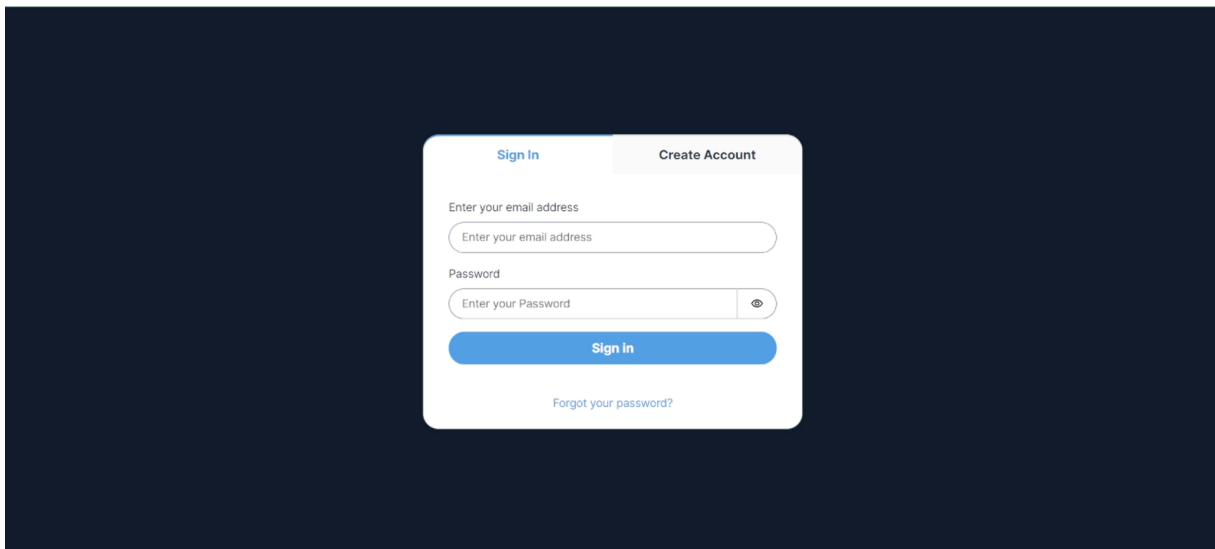 Sign In
Create Account
Enter your email address
Enter your email address
Password
Enter your Password
Sign in
Forgot your password?